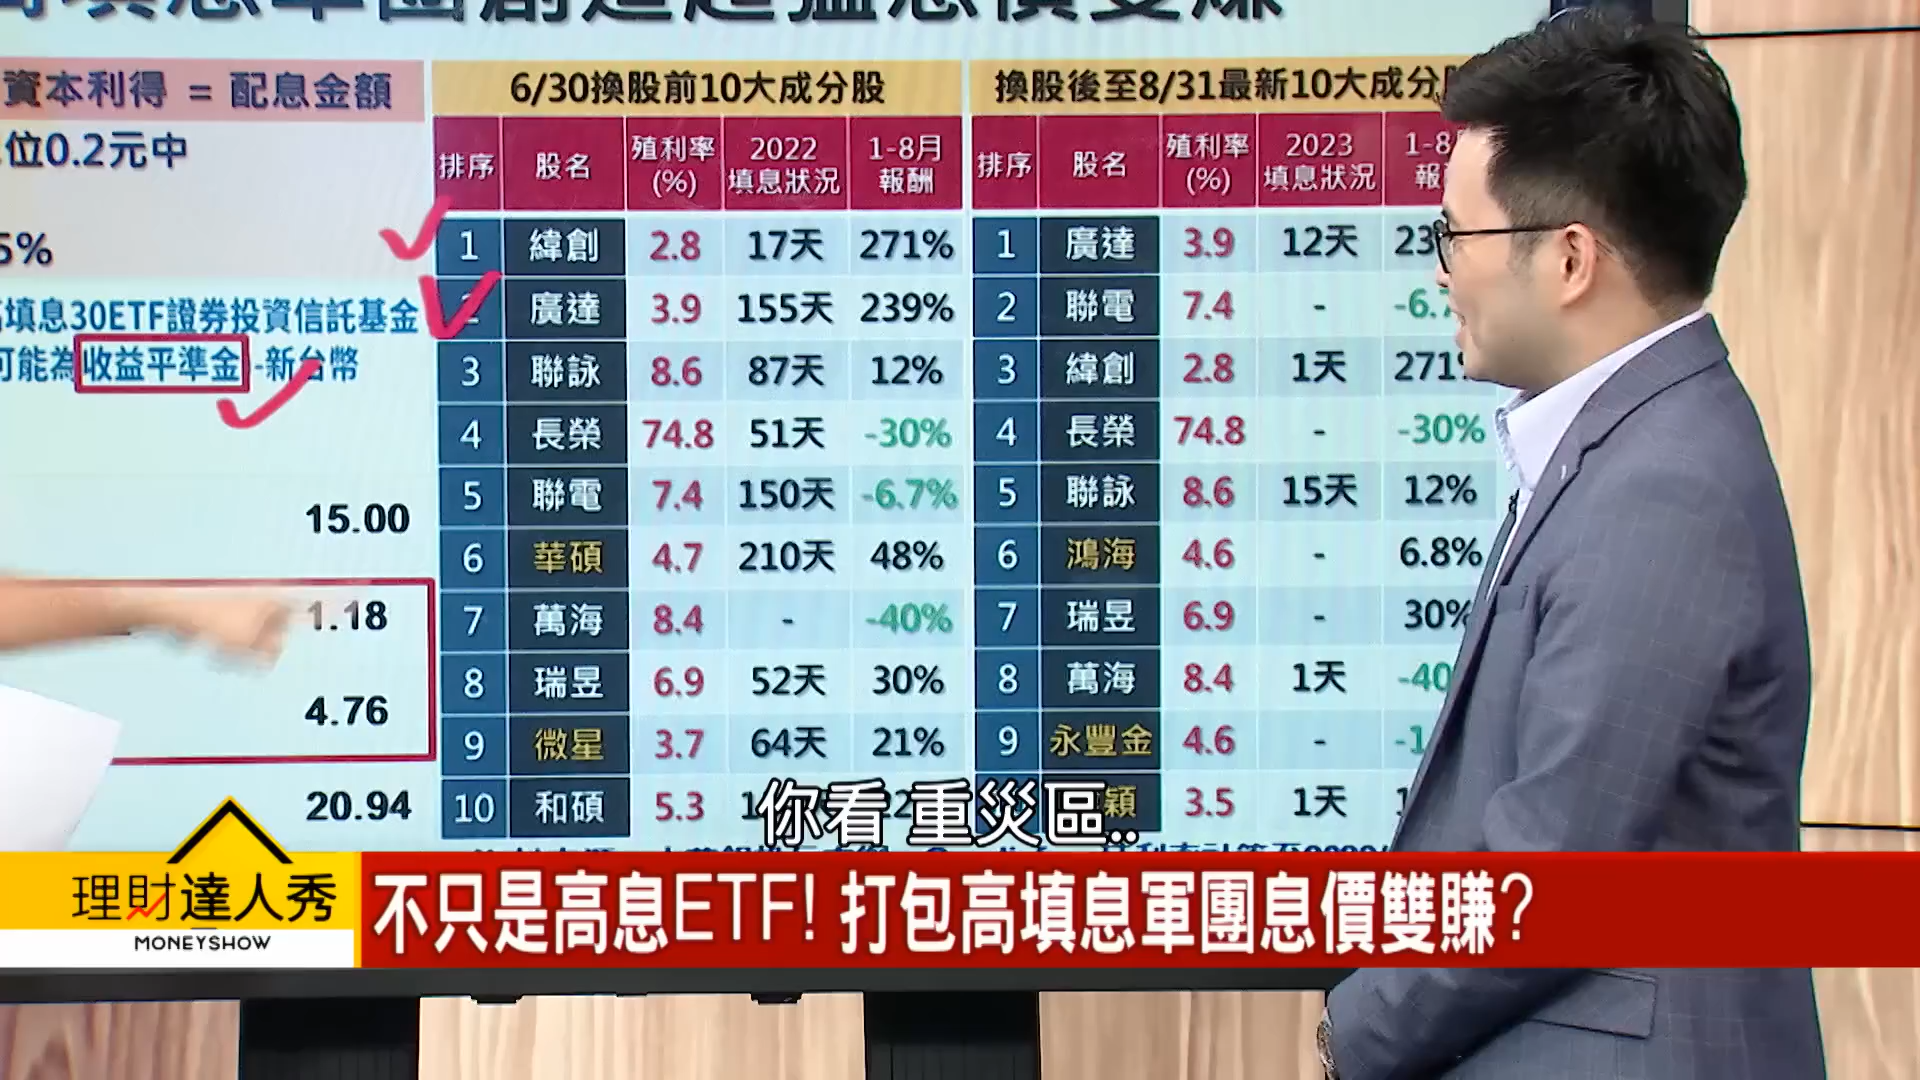 資本利得 = 配息金額
位0.2元中
5%
填息30ETF證券投資信託基金
可能為收益平準金-新台幣
15.00
1.18
4.76
20.94
6/30換股前10大成分股
排序 股名 殖利率(%) 2022填息狀況 1-8月報酬
1 緯創 2.8 17天 271%
2 廣達 3.9 155天 239%
3 聯詠 8.6 87天 12%
4 長榮 74.8 51天 -30%
5 聯電 7.4 150天 -6.7%
6 華碩 4.7 210天 48%
7 萬海 8.4 - -40%
8 瑞昱 6.9 52天 30%
9 微星 3.7 64天 21%
10 和碩 5.3
換股後至8/31最新10大成分
排序 股名 殖利率(%) 2023填息狀況 1-8
1 廣達 3.9 12天
2 聯電 7.4 - -6.7
3 緯創 2.8 1天 271
4 長榮 74.8 - -30%
5 聯詠 8.6 15天 12%
6 鴻海 4.6 - 6.8%
7 瑞昱 6.9 - 30%
8 萬海 8.4 1天 -40
9 永豐金 4.6 -
穎 3.5 1天
你看 重災區..
理財達人秀
MONEYSHOW
不只是高息ETF! 打包高填息軍團息價雙賺?